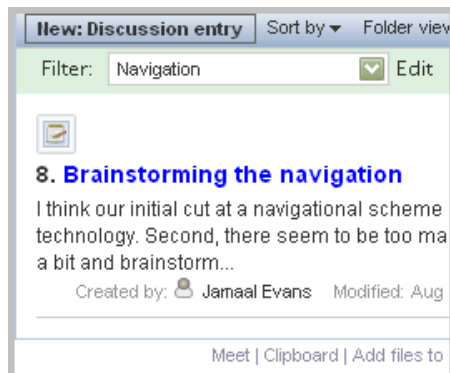 New: Discussion entry Sort by Folder view
Filter: Navigation Edit
8. Brainstorming the navigation
I think our initial cut at a navigational scheme
technology. Second, there seem to be too ma
a bit and brainstorm...
Created by: Jamaal Evans Modified: Aug
Meet | Clipboard | Add files to